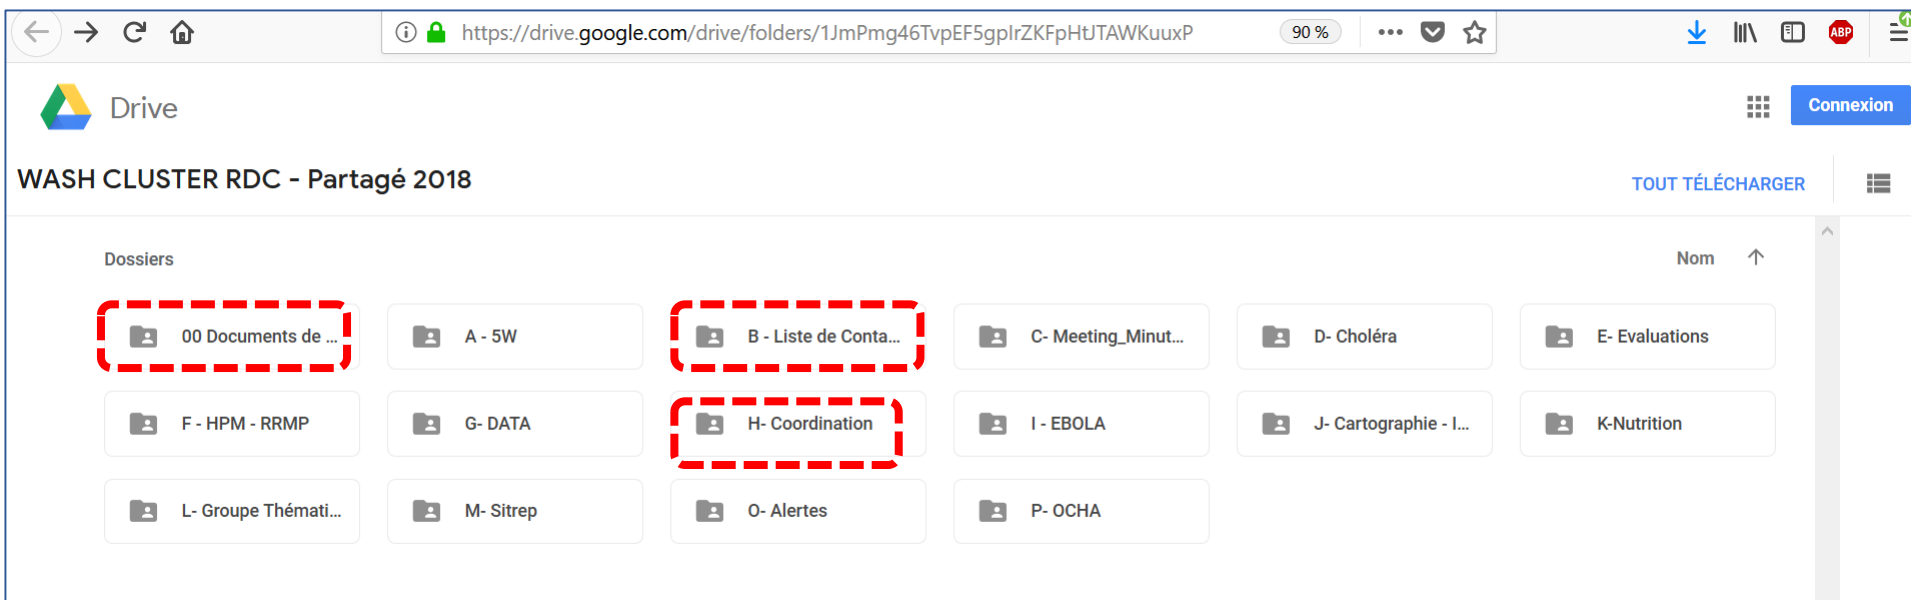 https://drive.google.com/drive/folders/1JmPmg46TvpEF5gpIrZKFpHtJTAWKuuxP 90 % ABP
Drive Connexion
WASH CLUSTER RDC - Partagé 2018 TOUT TÉLÉCHARGER
Dossiers Nom
00 Documents de ... A - 5W B - Liste de Conta... C- Meeting_Minut... D- Choléra E- Evaluations
F - HPM - RRMP G- DATA H- Coordination I - EBOLA J- Cartographie - I... K-Nutrition
L- Groupe Thémati... M- Sitrep O- Alertes P- OCHA